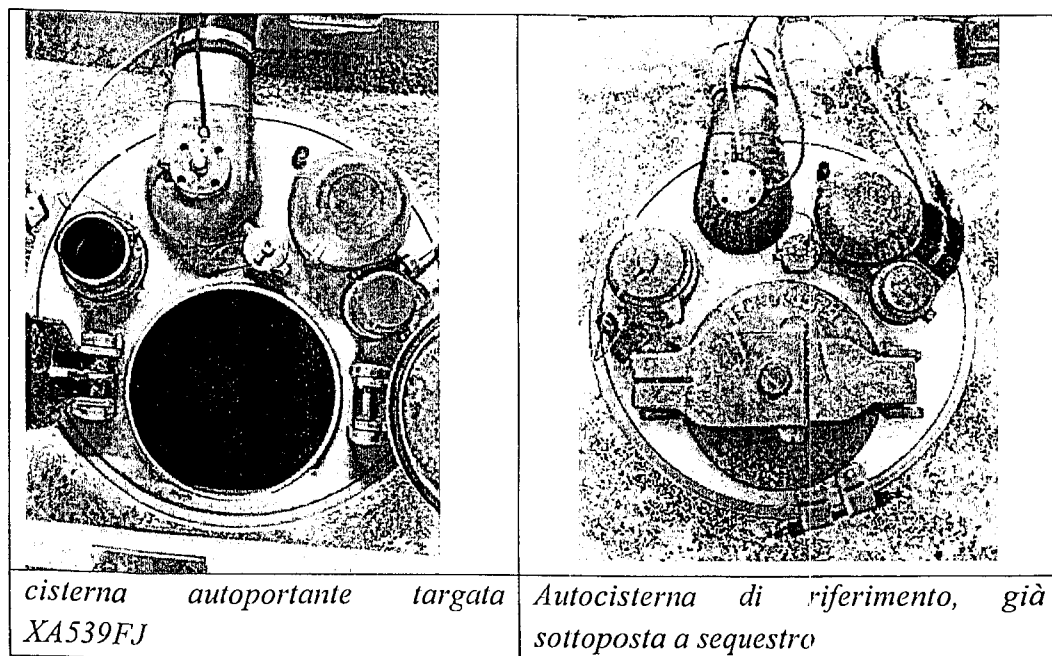 cisterna autoportante targata
XA539FJ
Autocisterna di riferimento, già
sottoposta a sequestro